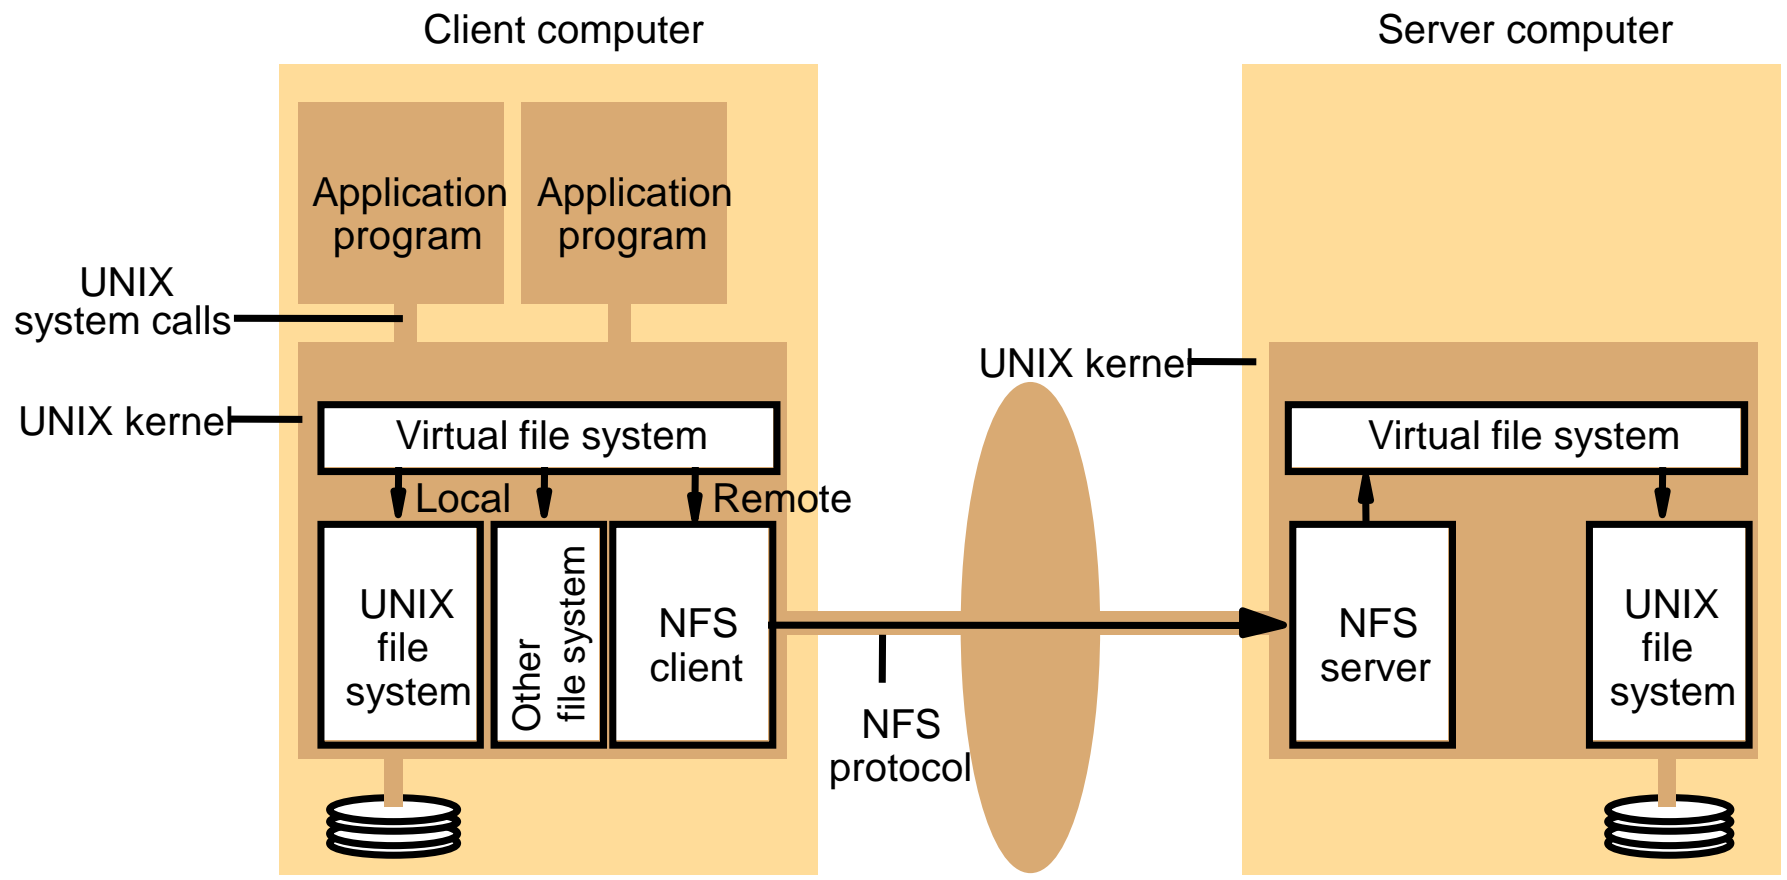 Client computer
Server computer
Application
program
Application
program
UNIX
system calls
UNIX kernel
UNIX kernel
Virtual file system
Virtual file system
Local
Remote
UNIX
file
system
Other
file system
NFS
client
NFS
protocol
NFS
server
UNIX
file
system